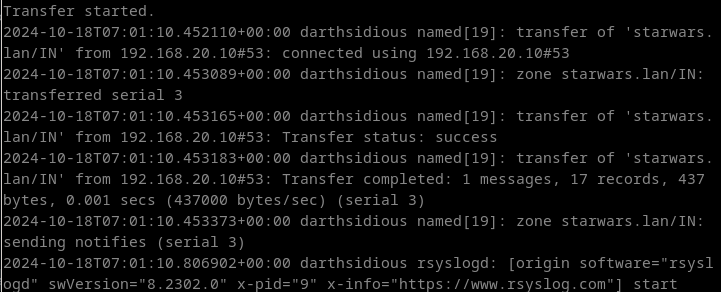 Transfer started.
2024-10-18T07:01:10.452110+00:00 darthsidious named[19]: transfer of 'starwars.
lan/IN' from 192.168.20.10#53: connected using 192.168.20.10#53
2024-10-18T07:01:10.453089+00:00 darthsidious named[19]: zone starwars.lan/IN:
transferred serial 3
2024-10-18T07:01:10.453165+00:00 darthsidious named[19]: transfer of 'starwars.
lan/IN' from 192.168.20.10#53: Transfer status: success
2024-10-18T07:01:10.453183+00:00 darthsidious named[19]: transfer of 'starwars.
lan/IN' from 192.168.20.10#53: Transfer completed: 1 messages, 17 records, 437
bytes, 0.001 secs (437000 bytes/sec) (serial 3)
2024-10-18T07:01:10.453373+00:00 darthsidious named[19]: zone starwars.lan/IN:
sending notifies (serial 3)
2024-10-18T07:01:10.806902+00:00 darthsidious rsyslogd: [origin software="rsysl
ogd" swVersion="8.2302.0" x-pid="9" x-info="https://www.rsyslog.com"] start